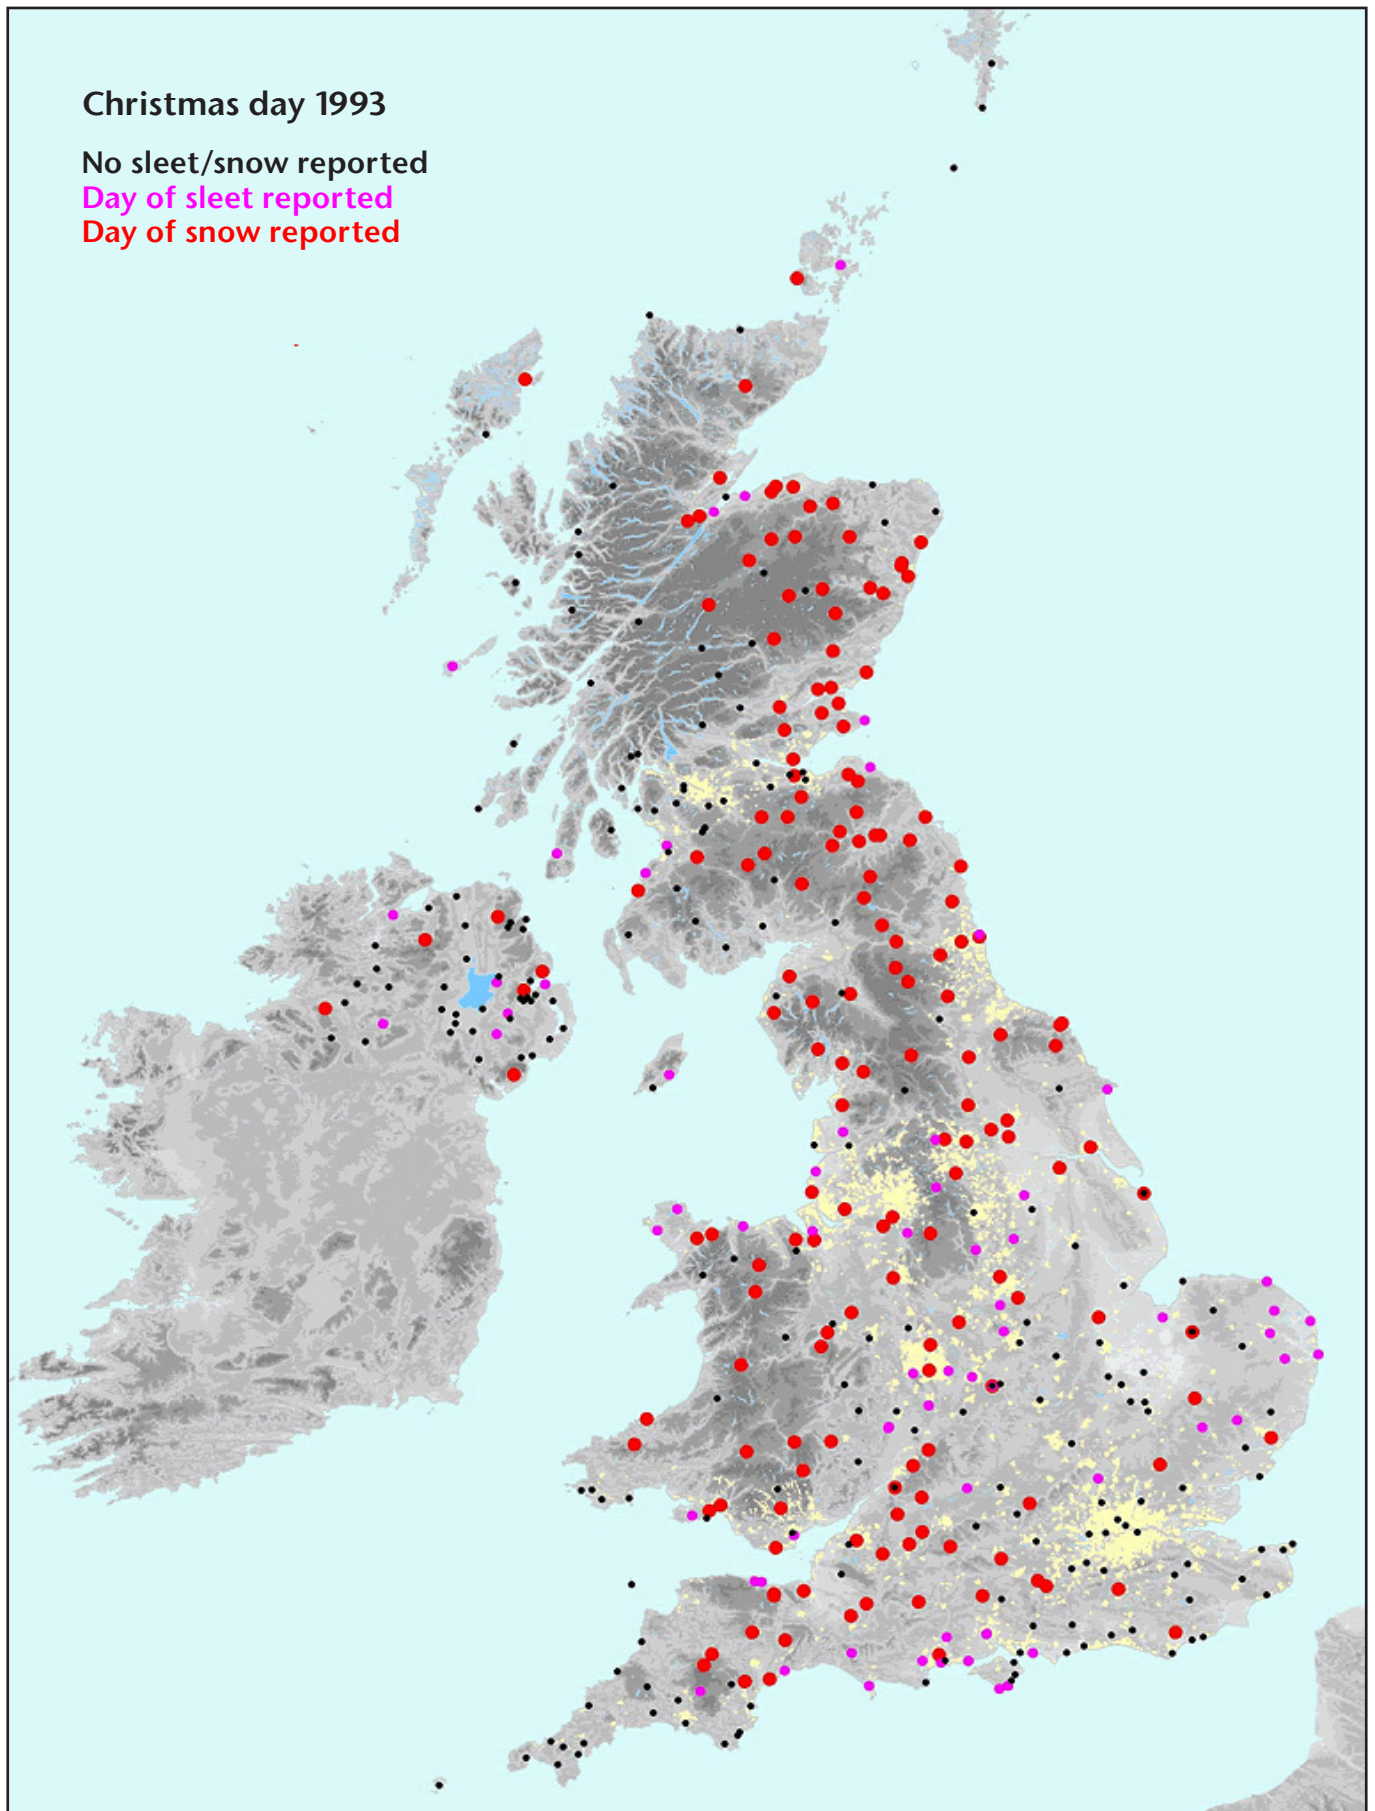 Christmas day 1993
No sleet/snow reported
Day of sleet reported
Day of snow reported